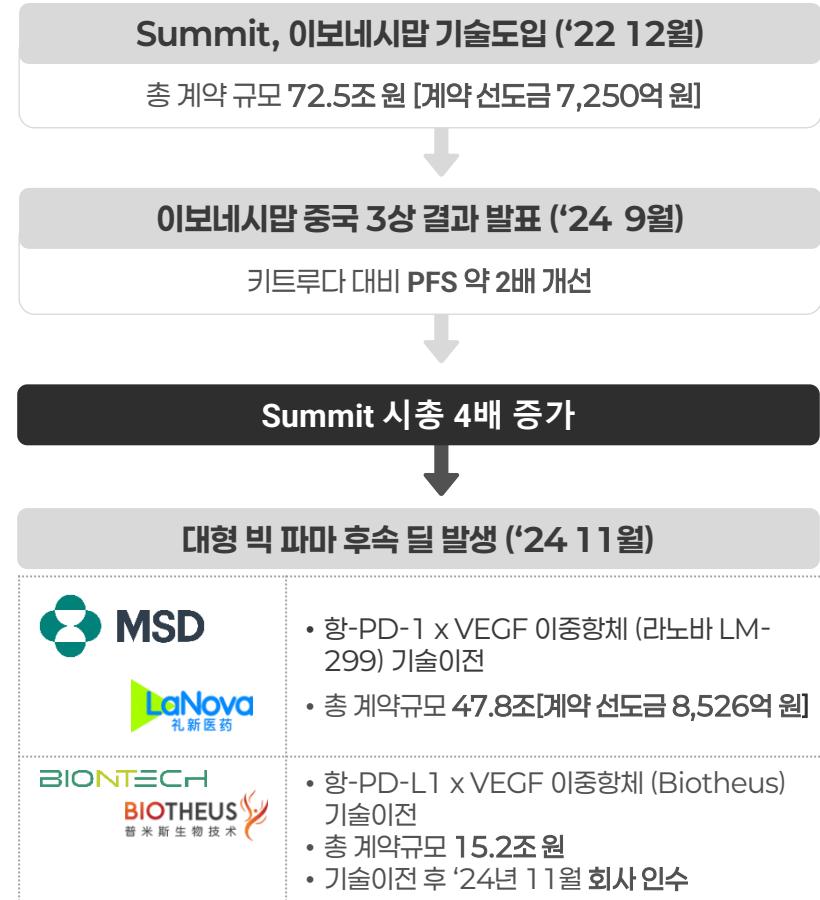 Summit, 이보네시맙 기술도입 (‘22 12월)
총 계약 규모 72.5조 원 [계약 선도금 7,250억 원]
이보네시맙 중국 3상 결과 발표 (‘24 9월)
키트루다 대비 PFS 약 2배 개선
Summit 시총 4배 증가
대형 빅 파마 후속 딜 발생 (‘24 11월)
MSD
LaNova
礼新医药
• 항-PD-1 x VEGF 이중항체 (라노바 LM-
299) 기술이전
• 총 계약규모 47.8조[계약 선도금 8,526억 원]
BIONTECH
BIOTHEUS
普米斯生物技术
• 항-PD-L1 x VEGF 이중항체 (Biotheus)
기술이전
• 총 계약규모 15.2조 원
• 기술이전 후 ‘24년 11월 회사 인수